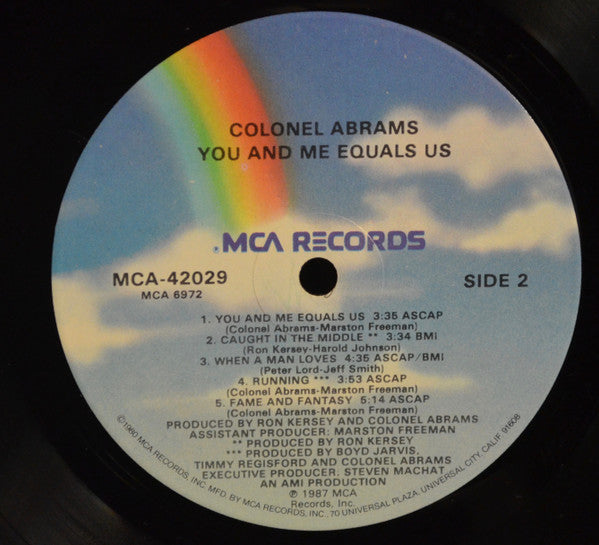 COLONEL ABRAMS
YOU AND ME EQUALS US
® MCA RECORDS
MCA-42029
MCA 6972
SIDE 2
1. YOU AND ME EQUALS US 3:35 ASCAP
(Colonel Abrams-Marston Freeman)
2. CAUGHT IN THE MIDDLE ** 3:34 BMI
(Ron Kersey-Harold Johnson)
3. WHEN A MAN LOVES 4:35 ASCAP/BMI
(Peter Lord-Jeff Smith)
4. RUNNING *** 3:53 ASCAP
(Colonel Abrams-Marston Freeman)
5. FAME AND FANTASY 5:14 ASCAP
(Colonel Abrams-Marston Freeman)
PRODUCED BY RON KERSEY AND COLONEL ABRAMS
ASSISTANT PRODUCER: MARSTON FREEMAN
** PRODUCED BY RON KERSEY
*** PRODUCED BY BOYD JARVIS,
TIMMY REGISFORD AND COLONEL ABRAMS
EXECUTIVE PRODUCER: STEVEN MACHAT
AN AMI PRODUCTION
℗ 1987 MCA
Records, Inc.
©1980 MCA RECORDS, INC. MFD. BY MCA RECORDS, INC., 70 UNIVERSAL PLAZA, UNIVERSAL CITY, CALIF. 91608